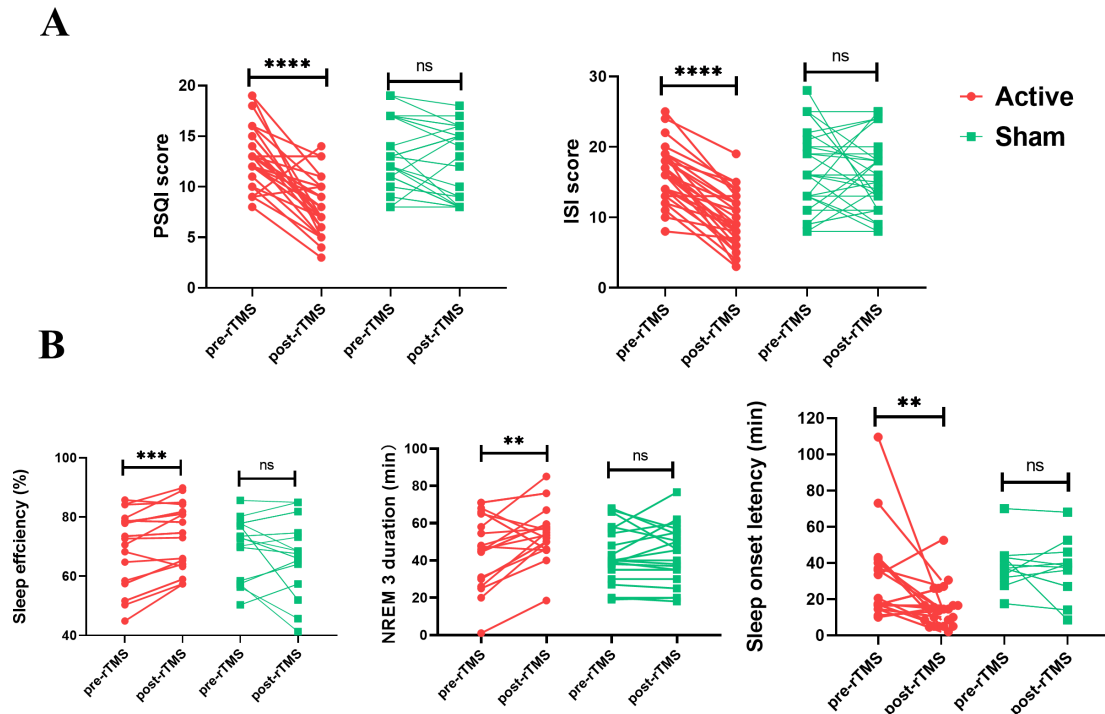 A
**** ns
PSQI score
20
15
10
5
0
pre-rTMS post-rTMS pre-rTMS post-rTMS
**** ns
ISI score
30
20
10
0
pre-rTMS post-rTMS pre-rTMS post-rTMS
Active
Sham
B
*** ns
Sleep effciency (%)
100
80
60
40
pre-rTMS post-rTMS pre-rTMS post-rTMS
** ns
NREM 3 duration (min)
100
80
60
40
20
0
pre-rTMS post-rTMS pre-rTMS post-rTMS
** ns
Sleep onset letency (min)
120
100
80
60
40
20
0
pre-rTMS post-rTMS pre-rTMS post-rTMS